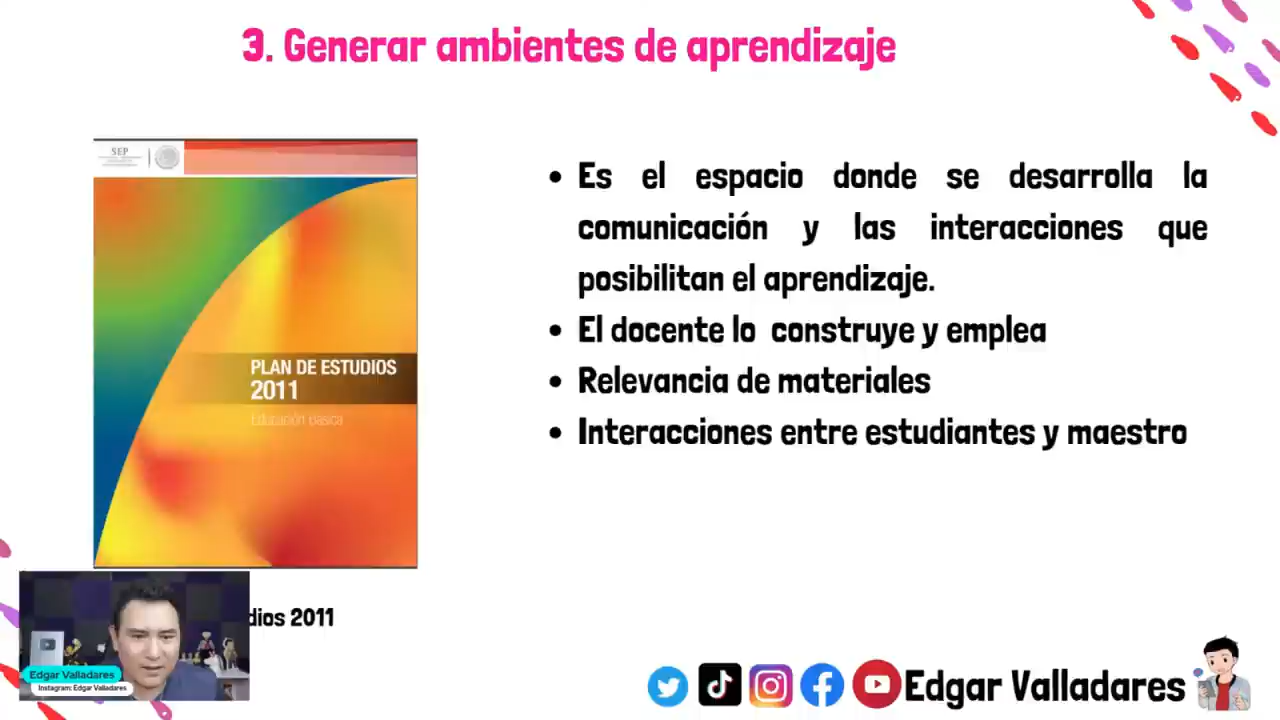 3. Generar ambientes de aprendizaje
SEP
PLAN DE ESTUDIOS
2011
Educación básica
• Es el espacio donde se desarrolla la
comunicación y las interacciones que
posibilitan el aprendizaje.
• El docente lo construye y emplea
• Relevancia de materiales
• Interacciones entre estudiantes y maestro
dios 2011
Edgar Valladares
Instagram: Edgar Valladares
Edgar Valladares